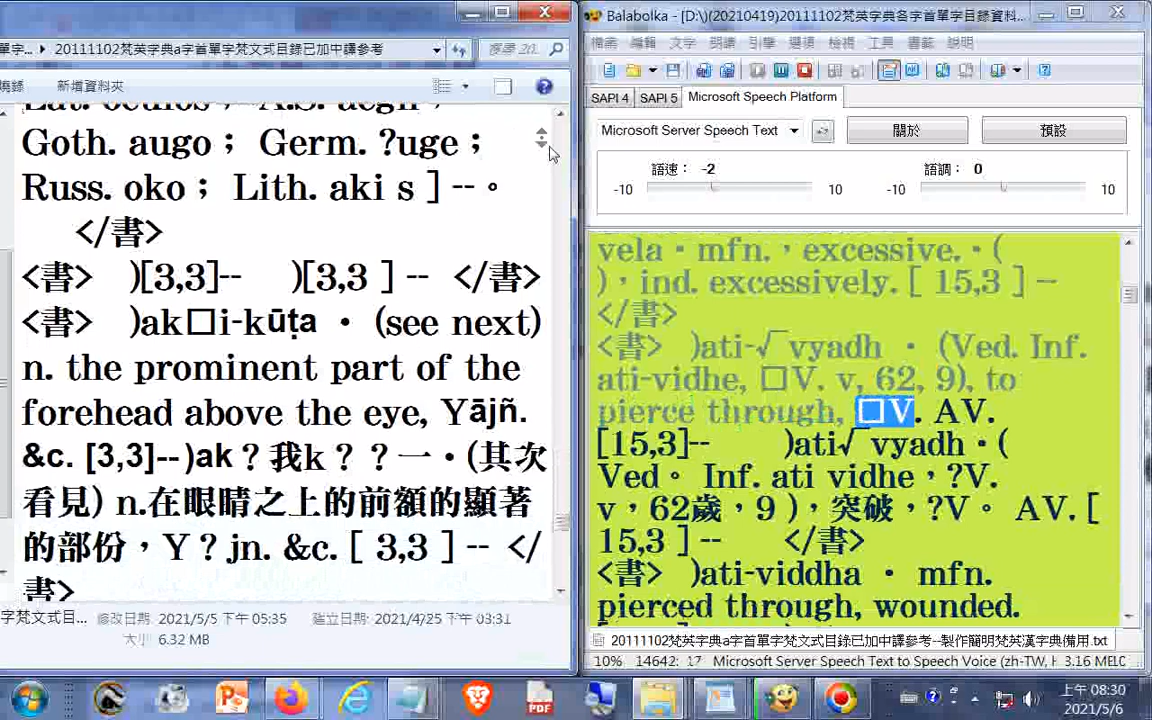 單字... ▸ 20111102梵英字典a字首單字梵文式目錄已加中譯參考
新增資料夾
Goth. augo； Germ. ?uge；
Russ. oko； Lith. aki s ] --。
</書>
<書> )[3,3]-- )[3,3 ] -- </書>
<書> )ak□i-kūṭa · (see next)
n. the prominent part of the
forehead above the eye, Yājñ.
&c. [3,3]--)ak？我k？？一·(其次
看見) n.在眼睛之上的前額的顯著
的部份，Y？jn. &c. [ 3,3 ] -- </
書>
字梵文式目... 修改日期: 2021/5/5 下午 05:35 建立日期: 2021/4/25 下午 03:31
大小: 6.32 MB
Balabolka - [D:\)(20210419)20111102梵英字典各字首單字目錄資料...
檔案 編輯 文字 朗讀 引擎 選項 檢視 工具 書籤 說明
SAPI 4 SAPI 5 Microsoft Speech Platform
Microsoft Server Speech Text 關於 預設
語速： -2 語調： 0
-10 10 -10 10
vela · mfn.，excessive. · (
)，ind. excessively. [ 15,3 ] --
</書>
<書> )ati-√ vyadh · (Ved. Inf.
ati-vidhe, □V. v, 62, 9), to
pierce through, □V. AV.
[15,3]-- )ati√ vyadh · (
Ved。 Inf. ati vidhe，?V.
v，62歲，9 )，突破，?V。 AV. [
15,3 ] -- </書>
<書> )ati-viddha · mfn.
pierced through, wounded.
20111102梵英字典a字首單字梵文式目錄已加中譯參考--製作簡明梵英漢字典備用.txt
10% 14642: 17 Microsoft Server Speech Text to Speech Voice (zh-TW, 3.16 MELC
上午 08:30
2021/5/6